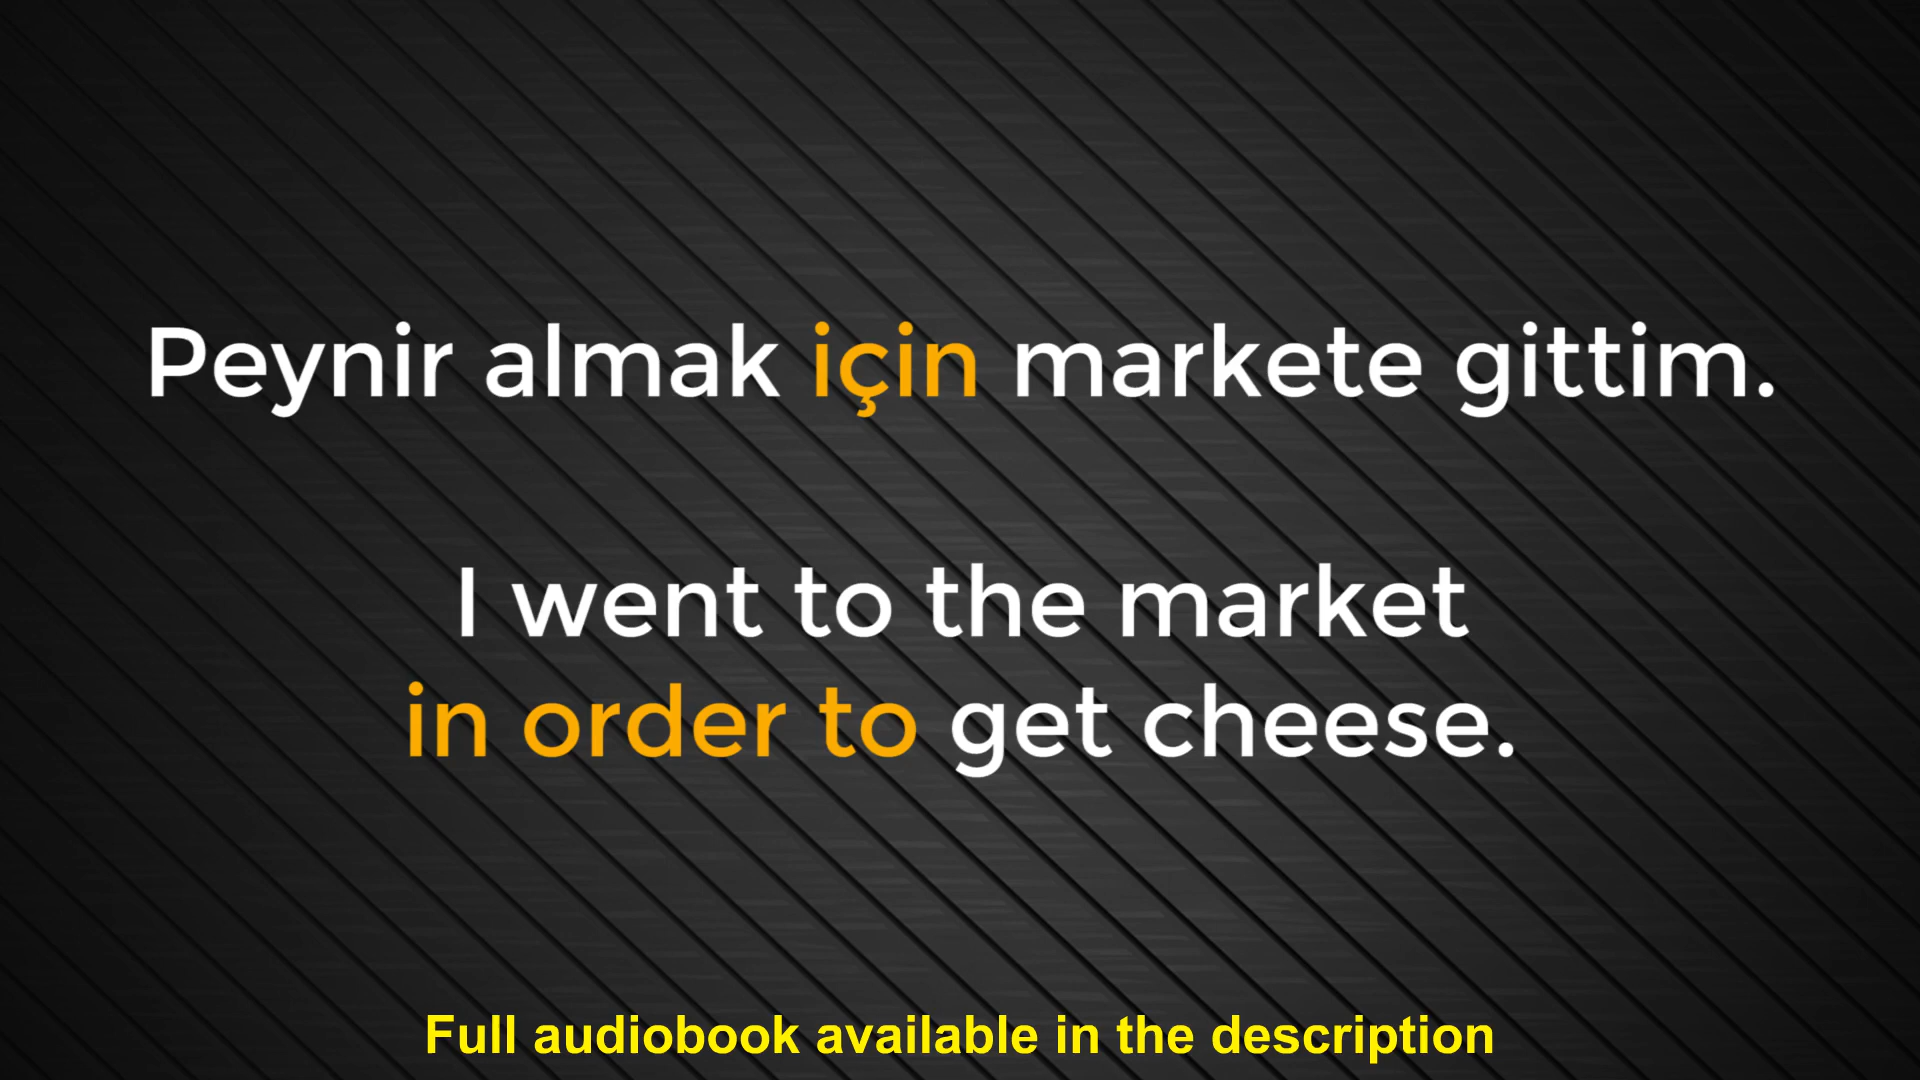 Peynir almak için markete gittim.
I went to the market
in order to get cheese.
Full audiobook available in the description